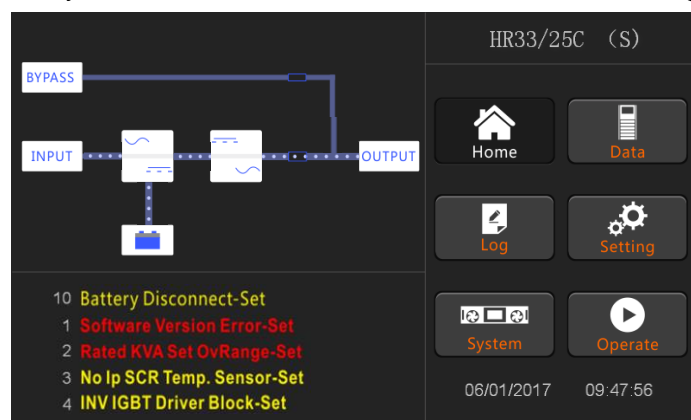 HR33/25C (S)
BYPASS
INPUT
OUTPUT
Home
Data
Log
Setting
System
Operate
10 Battery Disconnect-Set
1 Software Version Error-Set
2 Rated KVA Set OvRange-Set
3 No Ip SCR Temp. Sensor-Set
4 INV IGBT Driver Block-Set
06/01/2017 09:47:56